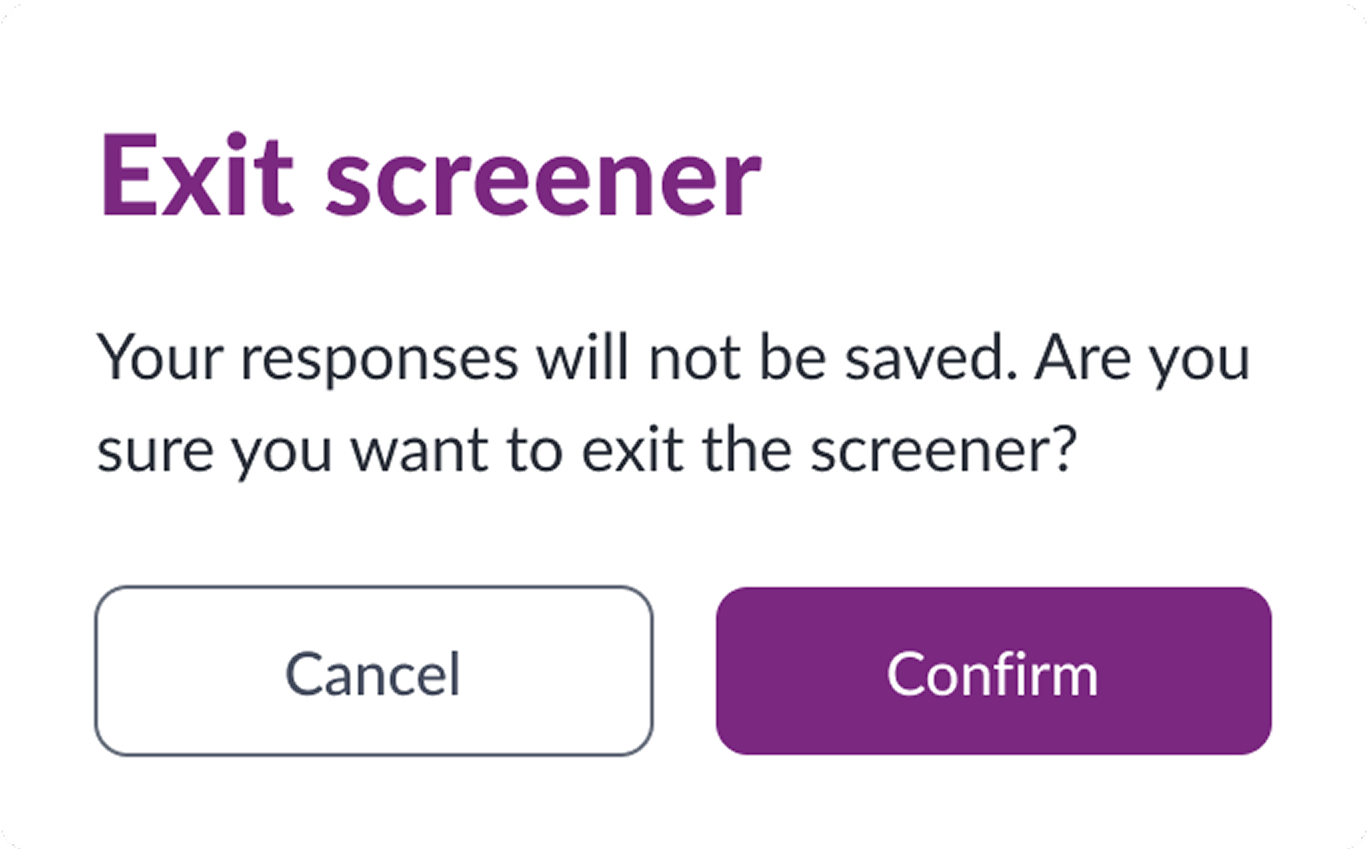 Exit screener
Your responses will not be saved. Are you
sure you want to exit the screener?
Cancel
Confirm